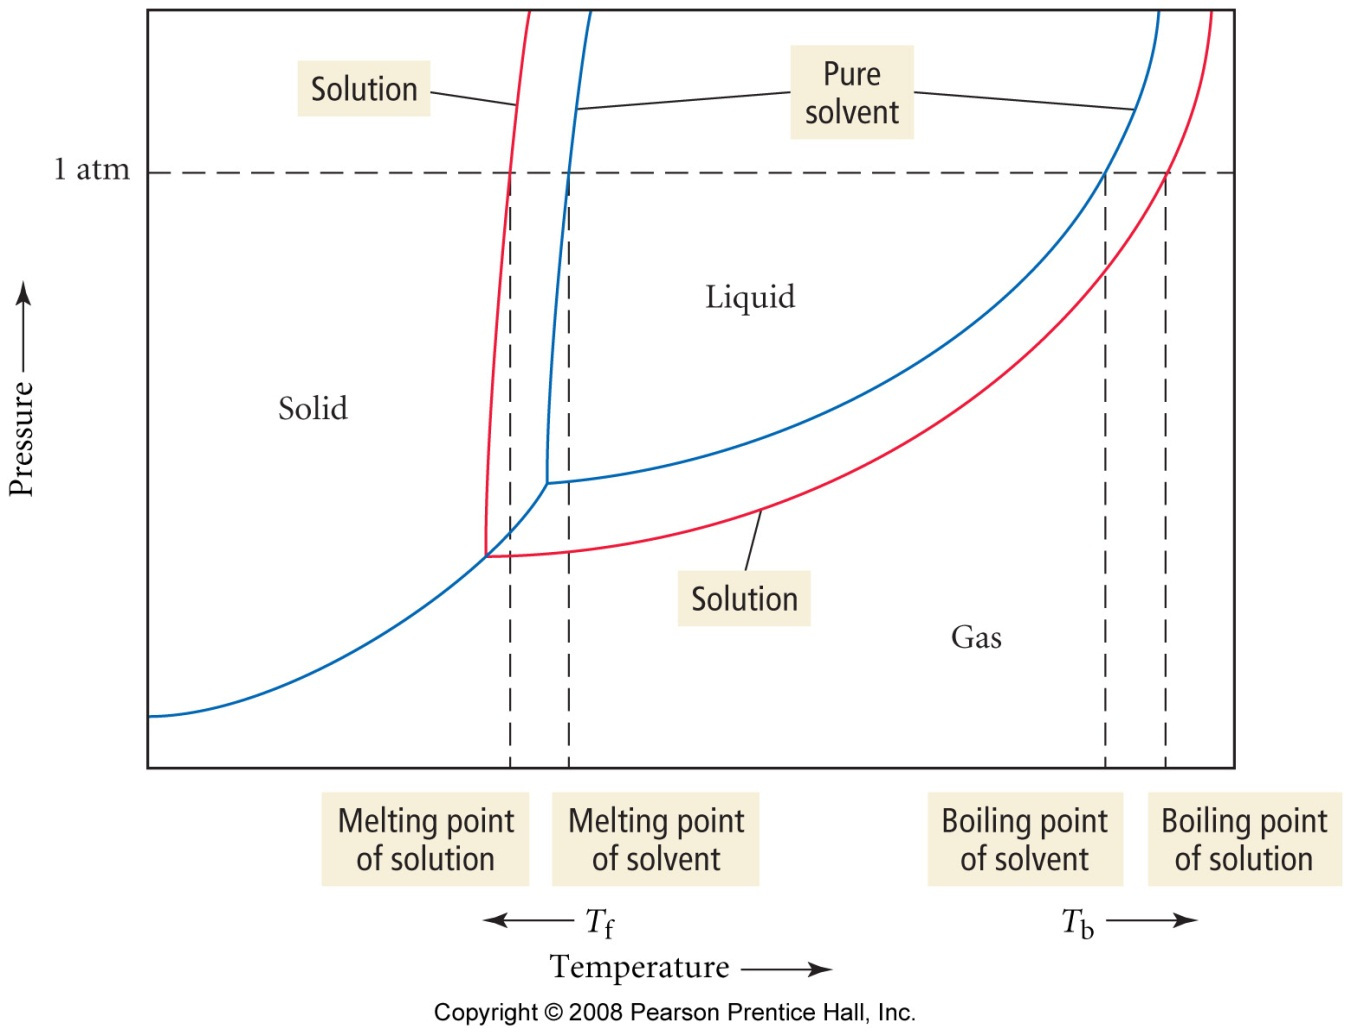 Solution
Pure
solvent
1 atm
Liquid
Solid
Pressure
Solution
Gas
Melting point
of solution
Melting point
of solvent
Boiling point
of solvent
Boiling point
of solution
Tf
Tb
Temperature
Copyright © 2008 Pearson Prentice Hall, Inc.